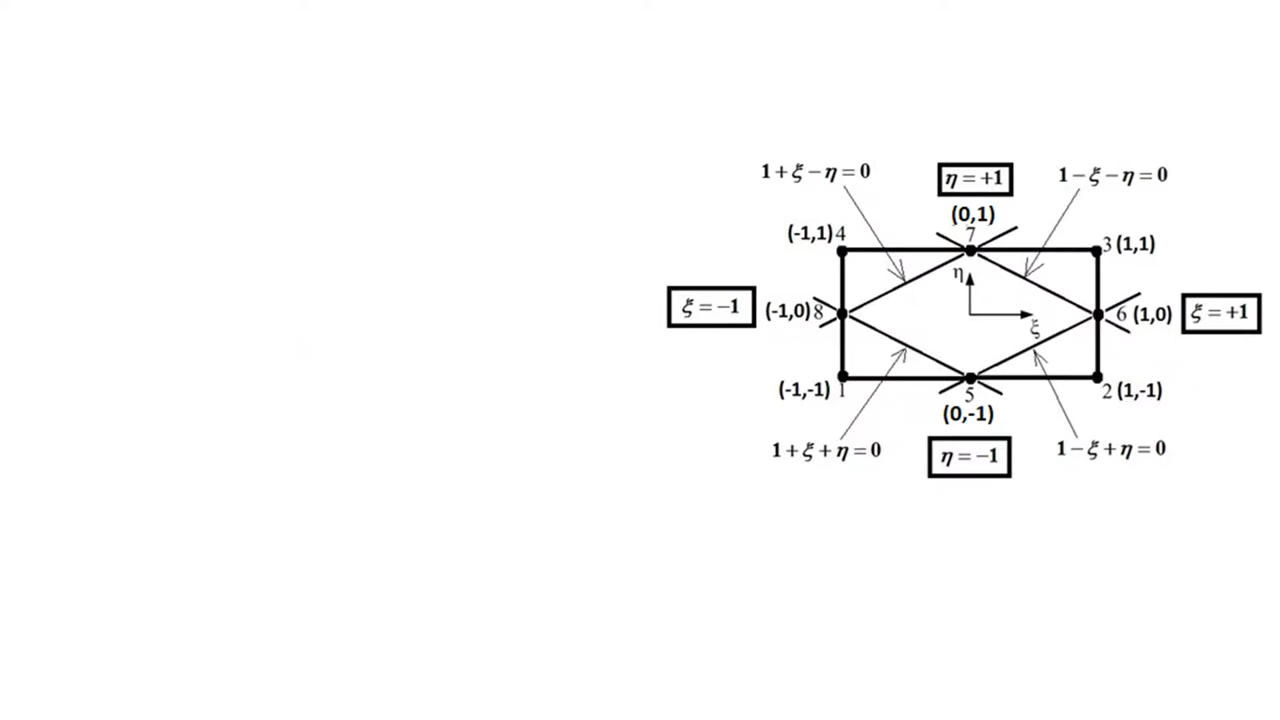 1+ξ−η=0
η=+1
1−ξ−η=0
(0,1)
(-1,1) 4
7
3 (1,1)
η
ξ=−1
(-1,0) 8
ξ
6 (1,0)
ξ=+1
(-1,-1) 1
5
2 (1,-1)
(0,-1)
1+ξ+η=0
η=−1
1−ξ+η=0